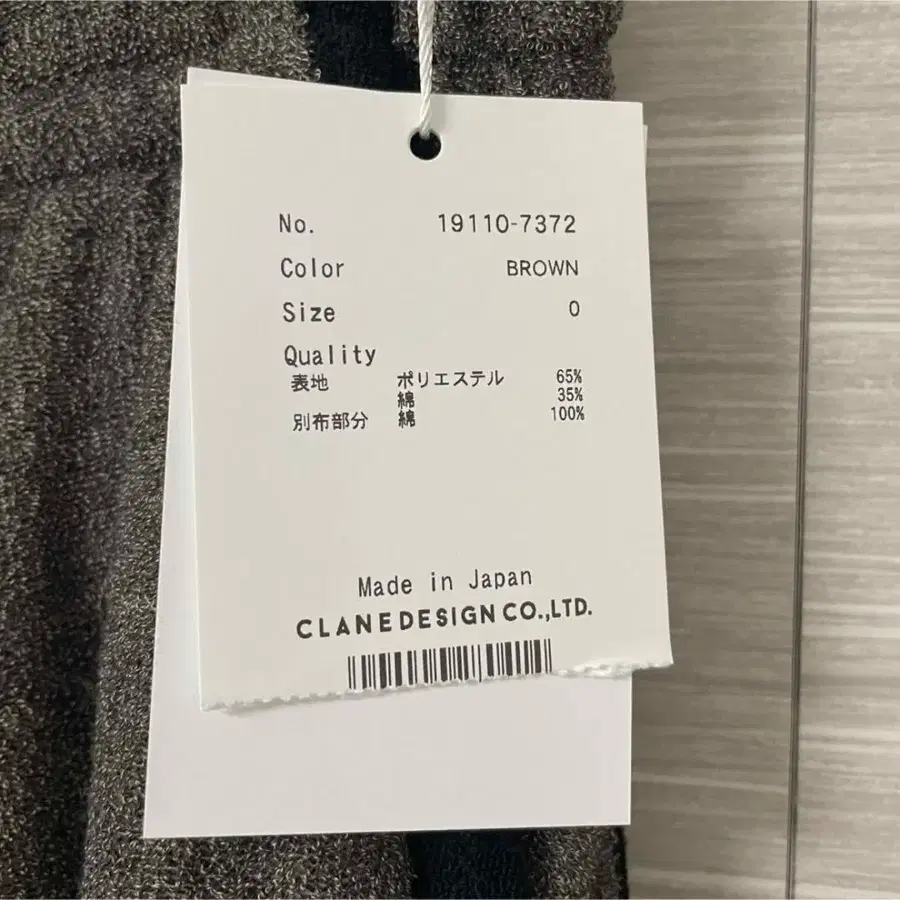 No. 19110-7372
Color BROWN
Size 0
Quality
表地 ポリエステル 65%
綿 35%
別布部分 綿 100%
Made in Japan
CLANE DESIGN CO.,LTD.